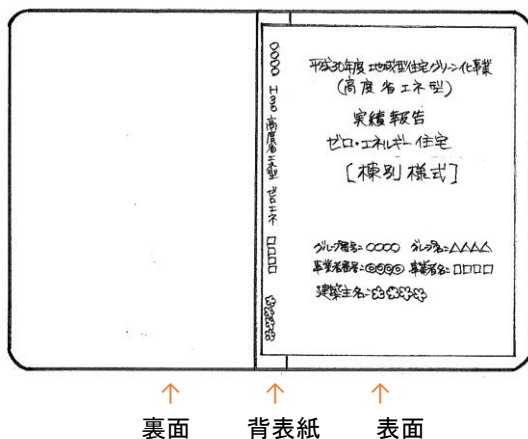 ○○○○ H30 高度省エネ型 ゼロエネ □□□□ ✿✿✿✿
平成30年度 地域型住宅グリーン化事業
(高度省エネ型)
実績報告
ゼロ・エネルギー住宅
[棟別様式]
グループ番号:○○○○ グループ名:△△△△
事業者番号:◎◎◎◎ 事業者名:□□□□
建築主名:✿✿✿✿
↑ ↑ ↑
裏面 背表紙 表面